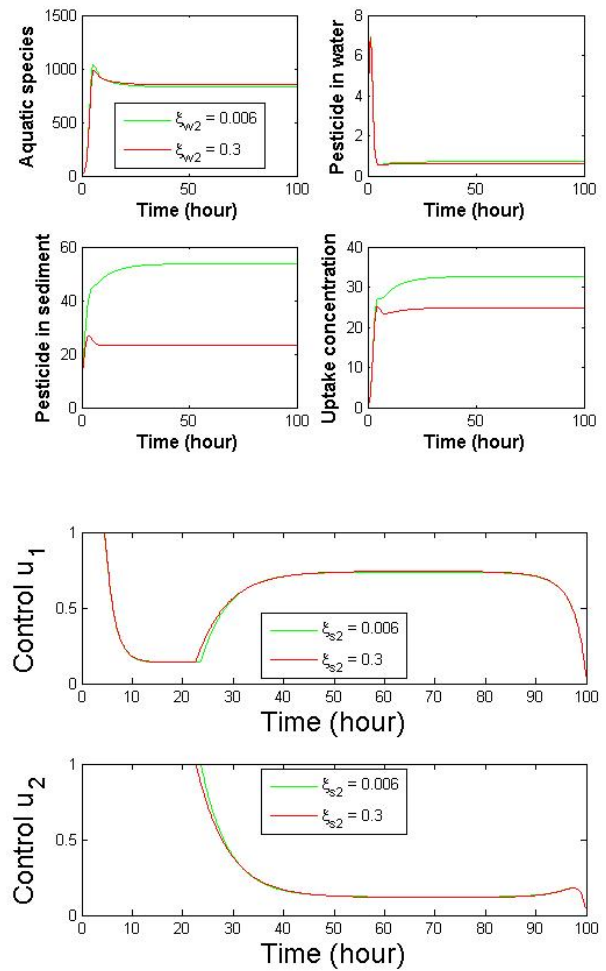 Aquatic species
1500
1000
500
0
ξw2 = 0.006
ξw2 = 0.3
0 50 100
Time (hour)
Pesticide in water
8
6
4
2
0
0 50 100
Time (hour)
Pesticide in sediment
60
40
20
0
0 50 100
Time (hour)
Uptake concentration
40
30
20
10
0
0 50 100
Time (hour)
Control u1
1
0.5
0
ξs2 = 0.006
ξs2 = 0.3
0 10 20 30 40 50 60 70 80 90 100
Time (hour)
Control u2
1
0.5
0
ξs2 = 0.006
ξs2 = 0.3
0 10 20 30 40 50 60 70 80 90 100
Time (hour)